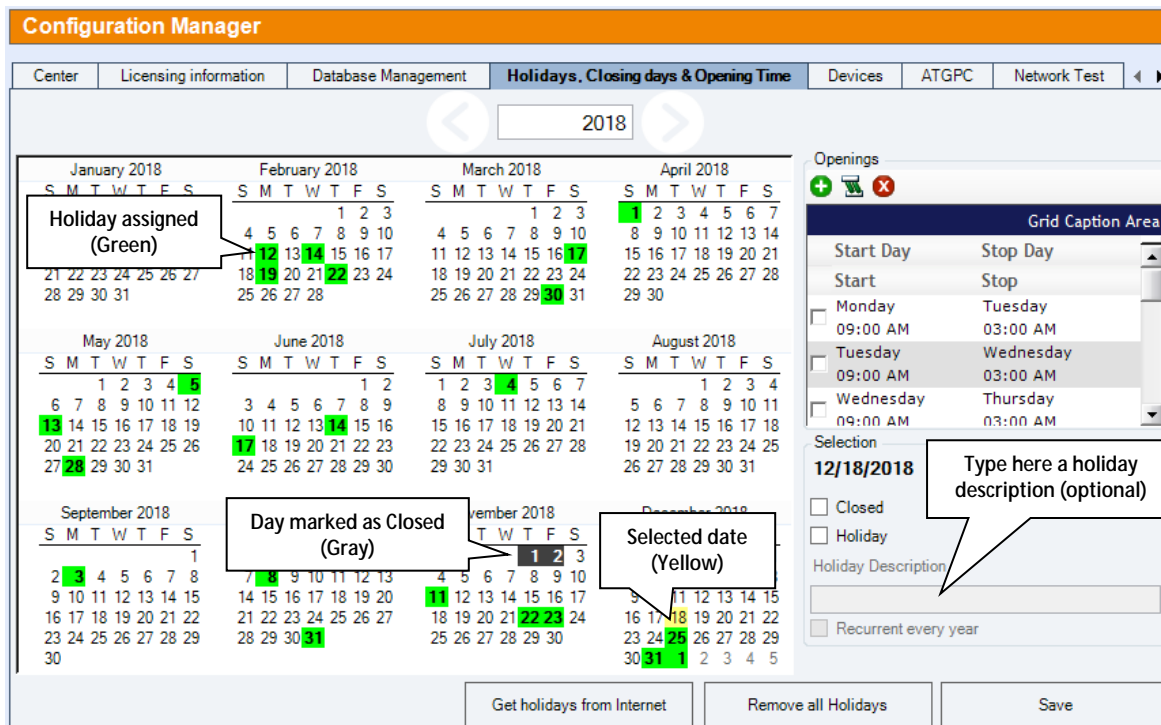 Configuration Manager
Center
Licensing information
Database Management
Holidays, Closing days & Opening Time
Devices
ATGPC
Network Test
2018
January 2018
S M T W T F S
Holiday assigned
(Green)
21 22 23 24 25 26 27
28 29 30 31
February 2018
S M T W T F S
1 2 3
4 5 6 7 8 9 10
12 13 14 15 16 17
18 19 20 21 22 23 24
25 26 27 28
March 2018
S M T W T F S
1 2 3
4 5 6 7 8 9 10
11 12 13 14 15 16 17
18 19 20 21 22 23 24
25 26 27 28 29 30 31
April 2018
S M T W T F S
1 2 3 4 5 6 7
8 9 10 11 12 13 14
15 16 17 18 19 20 21
22 23 24 25 26 27 28
29 30
May 2018
S M T W T F S
1 2 3 4 5
6 7 8 9 10 11 12
13 14 15 16 17 18 19
20 21 22 23 24 25 26
27 28 29 30 31
June 2018
S M T W T F S
1 2
3 4 5 6 7 8 9
10 11 12 13 14 15 16
17 18 19 20 21 22 23
24 25 26 27 28 29 30
July 2018
S M T W T F S
1 2 3 4 5 6 7
8 9 10 11 12 13 14
15 16 17 18 19 20 21
22 23 24 25 26 27 28
29 30 31
August 2018
S M T W T F S
1 2 3 4
5 6 7 8 9 10 11
12 13 14 15 16 17 18
19 20 21 22 23 24 25
26 27 28 29 30 31
September 2018
S M T W T F S
1
2 3 4 5 6 7 8
9 10 11 12 13 14 15
16 17 18 19 20 21 22
23 24 25 26 27 28 29
30
Day marked as Closed
(Gray)
7 8 9 10 11 12 13
14 15 16 17 18 19 20
21 22 23 24 25 26 27
28 29 30 31
vember 2018
T W T F S
1 2 3
4 5 6 7 8 9 10
11 12 13 14 15 16 17
18 19 20 21 22 23 24
25 26 27 28 29 30
December 2018
Selected date
(Yellow)
9 11 12 13 14 15
16 17 18 19 20 21 22
23 24 25 26 27 28 29
30 31 1 2 3 4 5
Openings
Grid Caption Area
Start Day Stop Day
Start Stop
Monday Tuesday
09:00 AM 03:00 AM
Tuesday Wednesday
09:00 AM 03:00 AM
Wednesday Thursday
09:00 AM 03:00 AM
Selection
12/18/2018
Type here a holiday
description (optional)
Closed
Holiday
Holiday Description
Recurrent every year
Get holidays from Internet
Remove all Holidays
Save